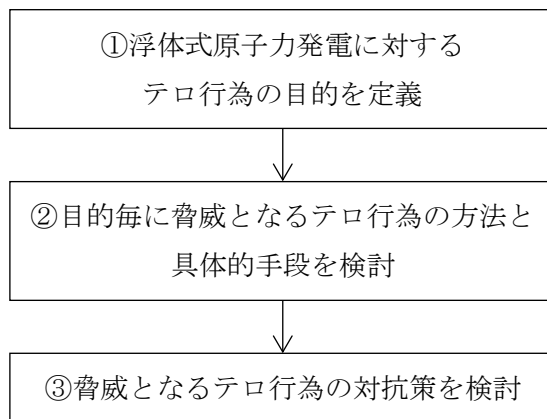 ①浮体式原子力発電に対する
テロ行為の目的を定義
②目的毎に脅威となるテロ行為の方法と
具体的手段を検討
③脅威となるテロ行為の対抗策を検討